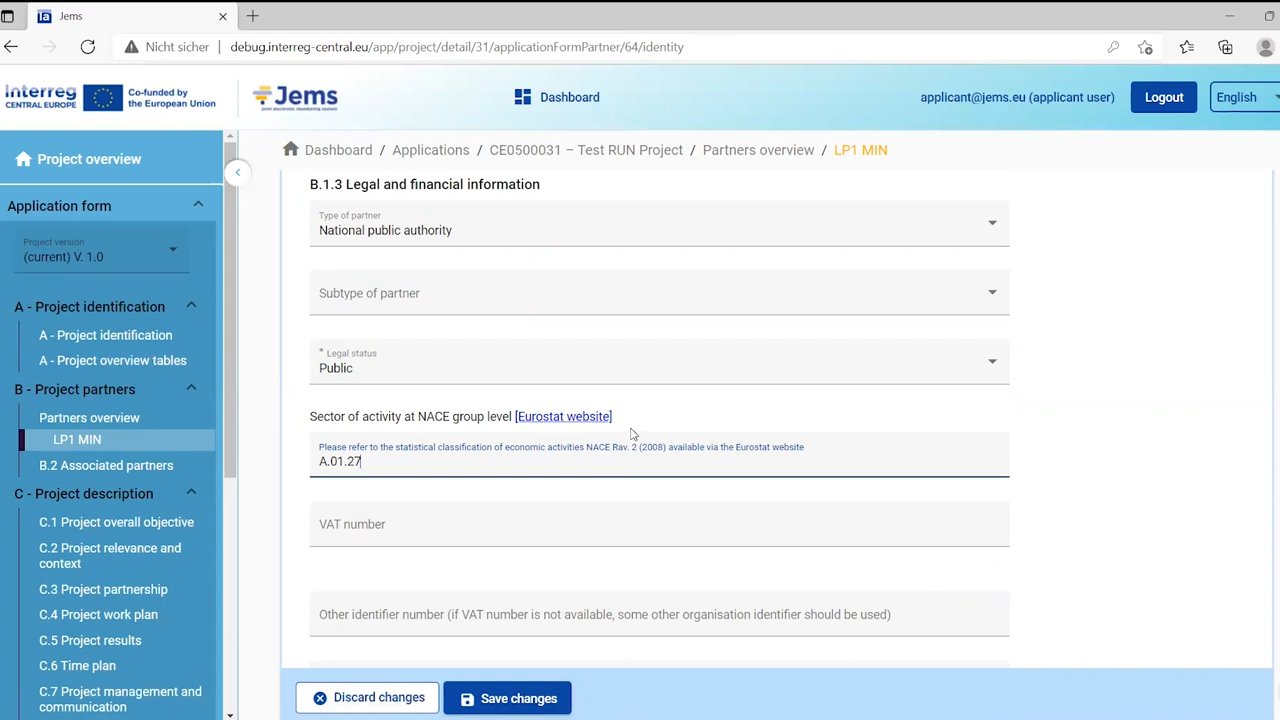 Jems
Nicht sicher
debug.interreg-central.eu/app/project/detail/31/applicationFormPartner/64/identity
Interreg
CENTRAL EUROPE
Co-funded by
the European Union
Jems
joint electronic monitoring system
Dashboard
applicant@jems.eu (applicant user)
Logout
English
Project overview
Dashboard / Applications / CE0500031 – Test RUN Project / Partners overview / LP1 MIN
Application form
Project version
(current) V. 1.0
A - Project identification
A - Project identification
A - Project overview tables
B - Project partners
Partners overview
LP1 MIN
B.2 Associated partners
C - Project description
C.1 Project overall objective
C.2 Project relevance and
context
C.3 Project partnership
C.4 Project work plan
C.5 Project results
C.6 Time plan
C.7 Project management and
communication
B.1.3 Legal and financial information
Type of partner
National public authority
Subtype of partner
* Legal status
Public
Sector of activity at NACE group level [Eurostat website]
Please refer to the statistical classification of economic activities NACE Rav. 2 (2008) available via the Eurostat website
A.01.27
VAT number
Other identifier number (if VAT number is not available, some other organisation identifier should be used)
Discard changes
Save changes